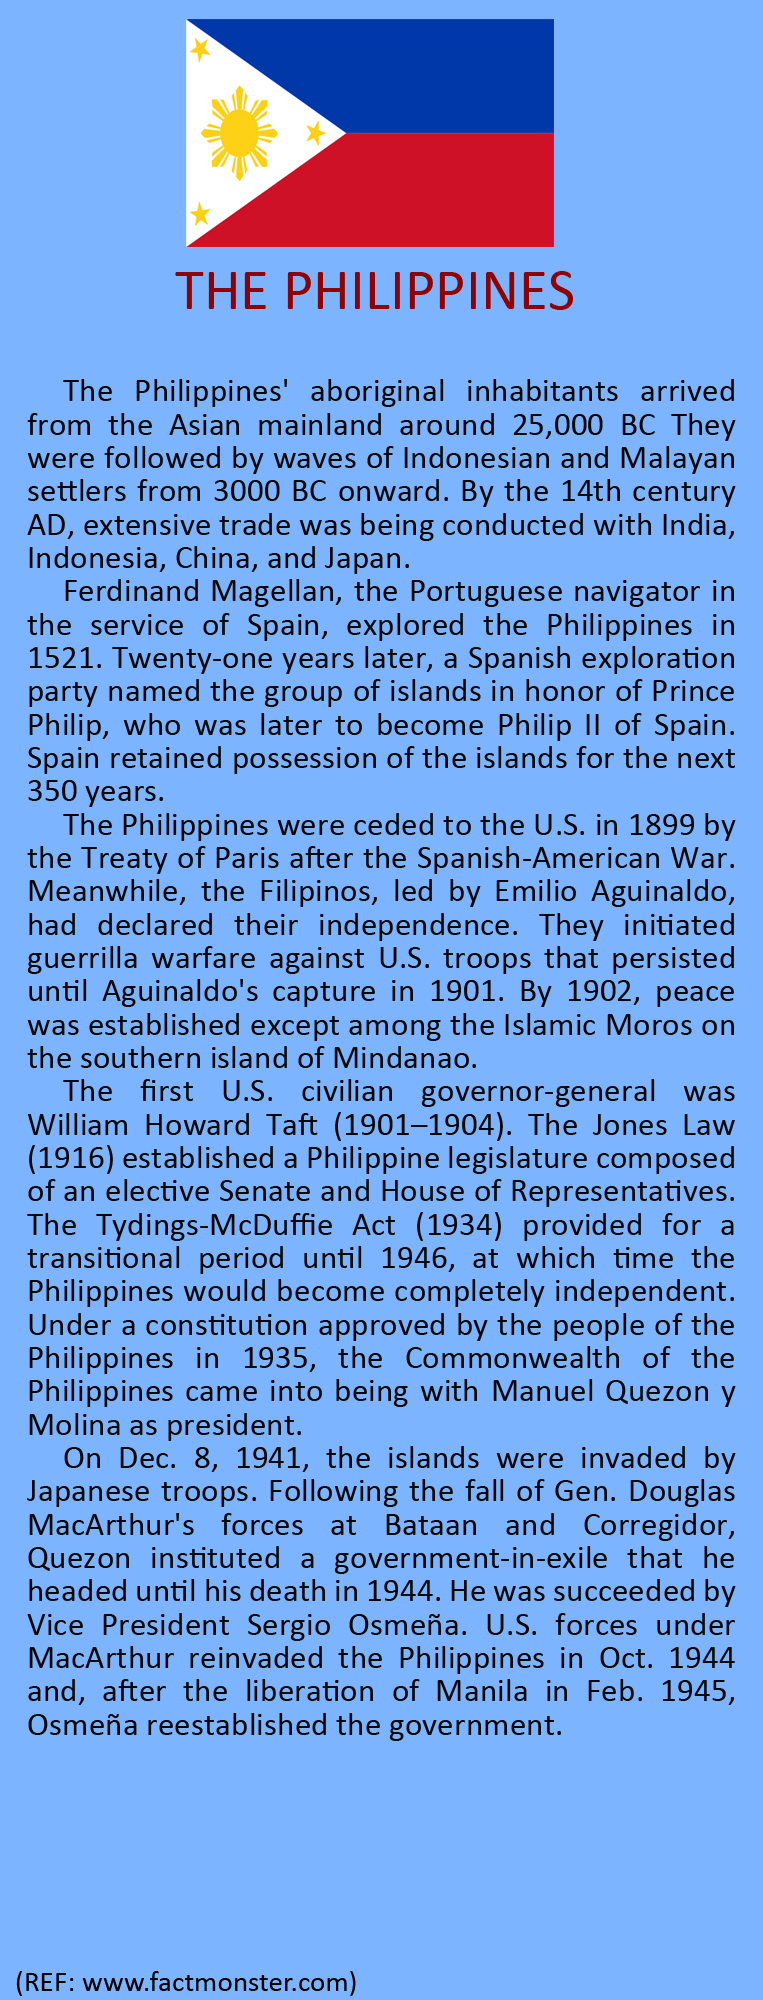 THE PHILIPPINES
The Philippines' aboriginal inhabitants arrived
from the Asian mainland around 25,000 BC They
were followed by waves of Indonesian and Malayan
settlers from 3000 BC onward. By the 14th century
AD, extensive trade was being conducted with India,
Indonesia, China, and Japan.
Ferdinand Magellan, the Portuguese navigator in
the service of Spain, explored the Philippines in
1521. Twenty-one years later, a Spanish exploration
party named the group of islands in honor of Prince
Philip, who was later to become Philip II of Spain.
Spain retained possession of the islands for the next
350 years.
The Philippines were ceded to the U.S. in 1899 by
the Treaty of Paris after the Spanish-American War.
Meanwhile, the Filipinos, led by Emilio Aguinaldo,
had declared their independence. They initiated
guerrilla warfare against U.S. troops that persisted
until Aguinaldo's capture in 1901. By 1902, peace
was established except among the Islamic Moros on
the southern island of Mindanao.
The first U.S. civilian governor-general was
William Howard Taft (1901–1904). The Jones Law
(1916) established a Philippine legislature composed
of an elective Senate and House of Representatives.
The Tydings-McDuffie Act (1934) provided for a
transitional period until 1946, at which time the
Philippines would become completely independent.
Under a constitution approved by the people of the
Philippines in 1935, the Commonwealth of the
Philippines came into being with Manuel Quezon y
Molina as president.
On Dec. 8, 1941, the islands were invaded by
Japanese troops. Following the fall of Gen. Douglas
MacArthur's forces at Bataan and Corregidor,
Quezon instituted a government-in-exile that he
headed until his death in 1944. He was succeeded by
Vice President Sergio Osmeña. U.S. forces under
MacArthur reinvaded the Philippines in Oct. 1944
and, after the liberation of Manila in Feb. 1945,
Osmeña reestablished the government.
(REF: www.factmonster.com)